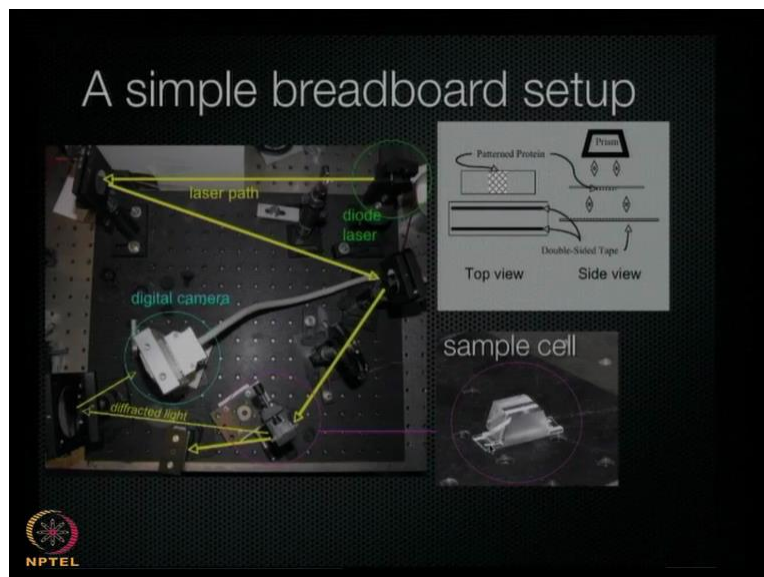 A simple breadboard setup
laser path
diode
laser
digital camera
diffracted light
Prism
Patterned Protein
Double-Sided Tape
Top view
Side view
sample cell
NPTEL